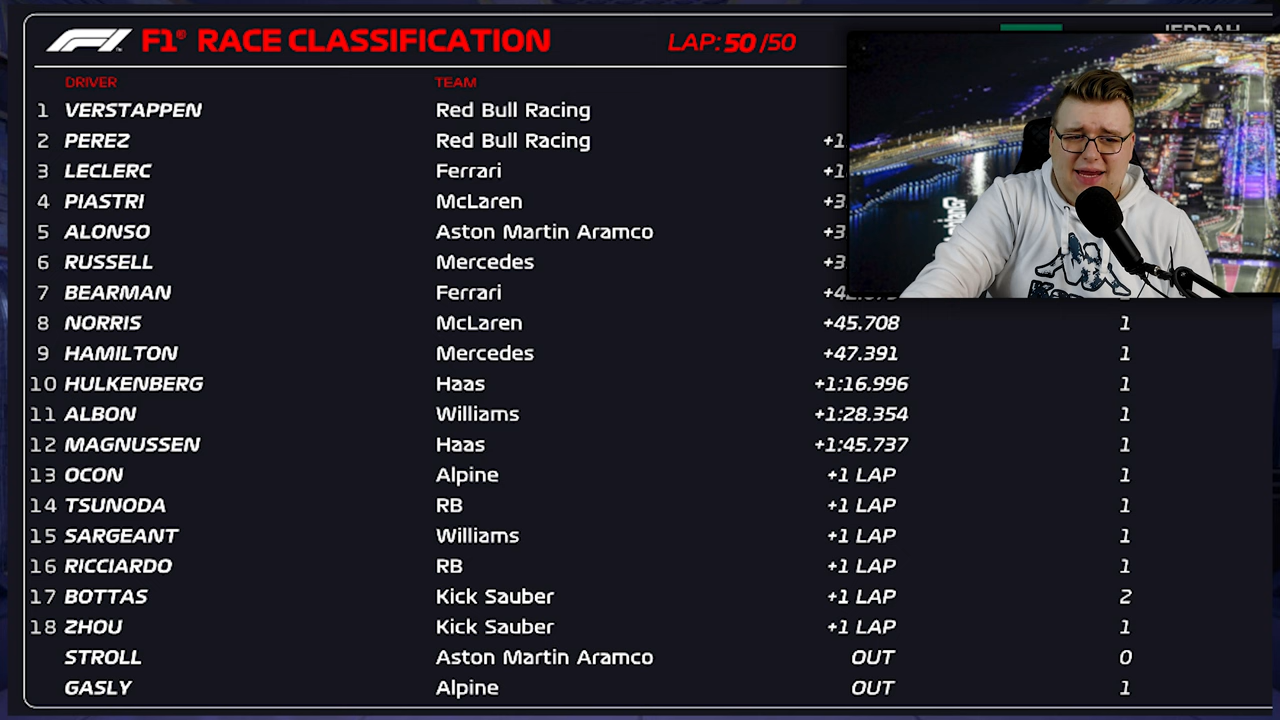 F1® RACE CLASSIFICATION LAP: 50/50
DRIVER TEAM
1 VERSTAPPEN Red Bull Racing
2 PEREZ Red Bull Racing
3 LECLERC Ferrari
4 PIASTRI McLaren
5 ALONSO Aston Martin Aramco
6 RUSSELL Mercedes
7 BEARMAN Ferrari
8 NORRIS McLaren +45.708 1
9 HAMILTON Mercedes +47.391 1
10 HULKENBERG Haas +1:16.996 1
11 ALBON Williams +1:28.354 1
12 MAGNUSSEN Haas +1:45.737 1
13 OCON Alpine +1 LAP 1
14 TSUNODA RB +1 LAP 1
15 SARGEANT Williams +1 LAP 1
16 RICCIARDO RB +1 LAP 1
17 BOTTAS Kick Sauber +1 LAP 2
18 ZHOU Kick Sauber +1 LAP 1
STROLL Aston Martin Aramco OUT 0
GASLY Alpine OUT 1